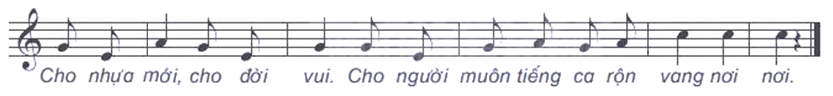 Cho nhựa mới, cho đời vui. Cho người muôn tiếng ca rộn vang nơi nơi.